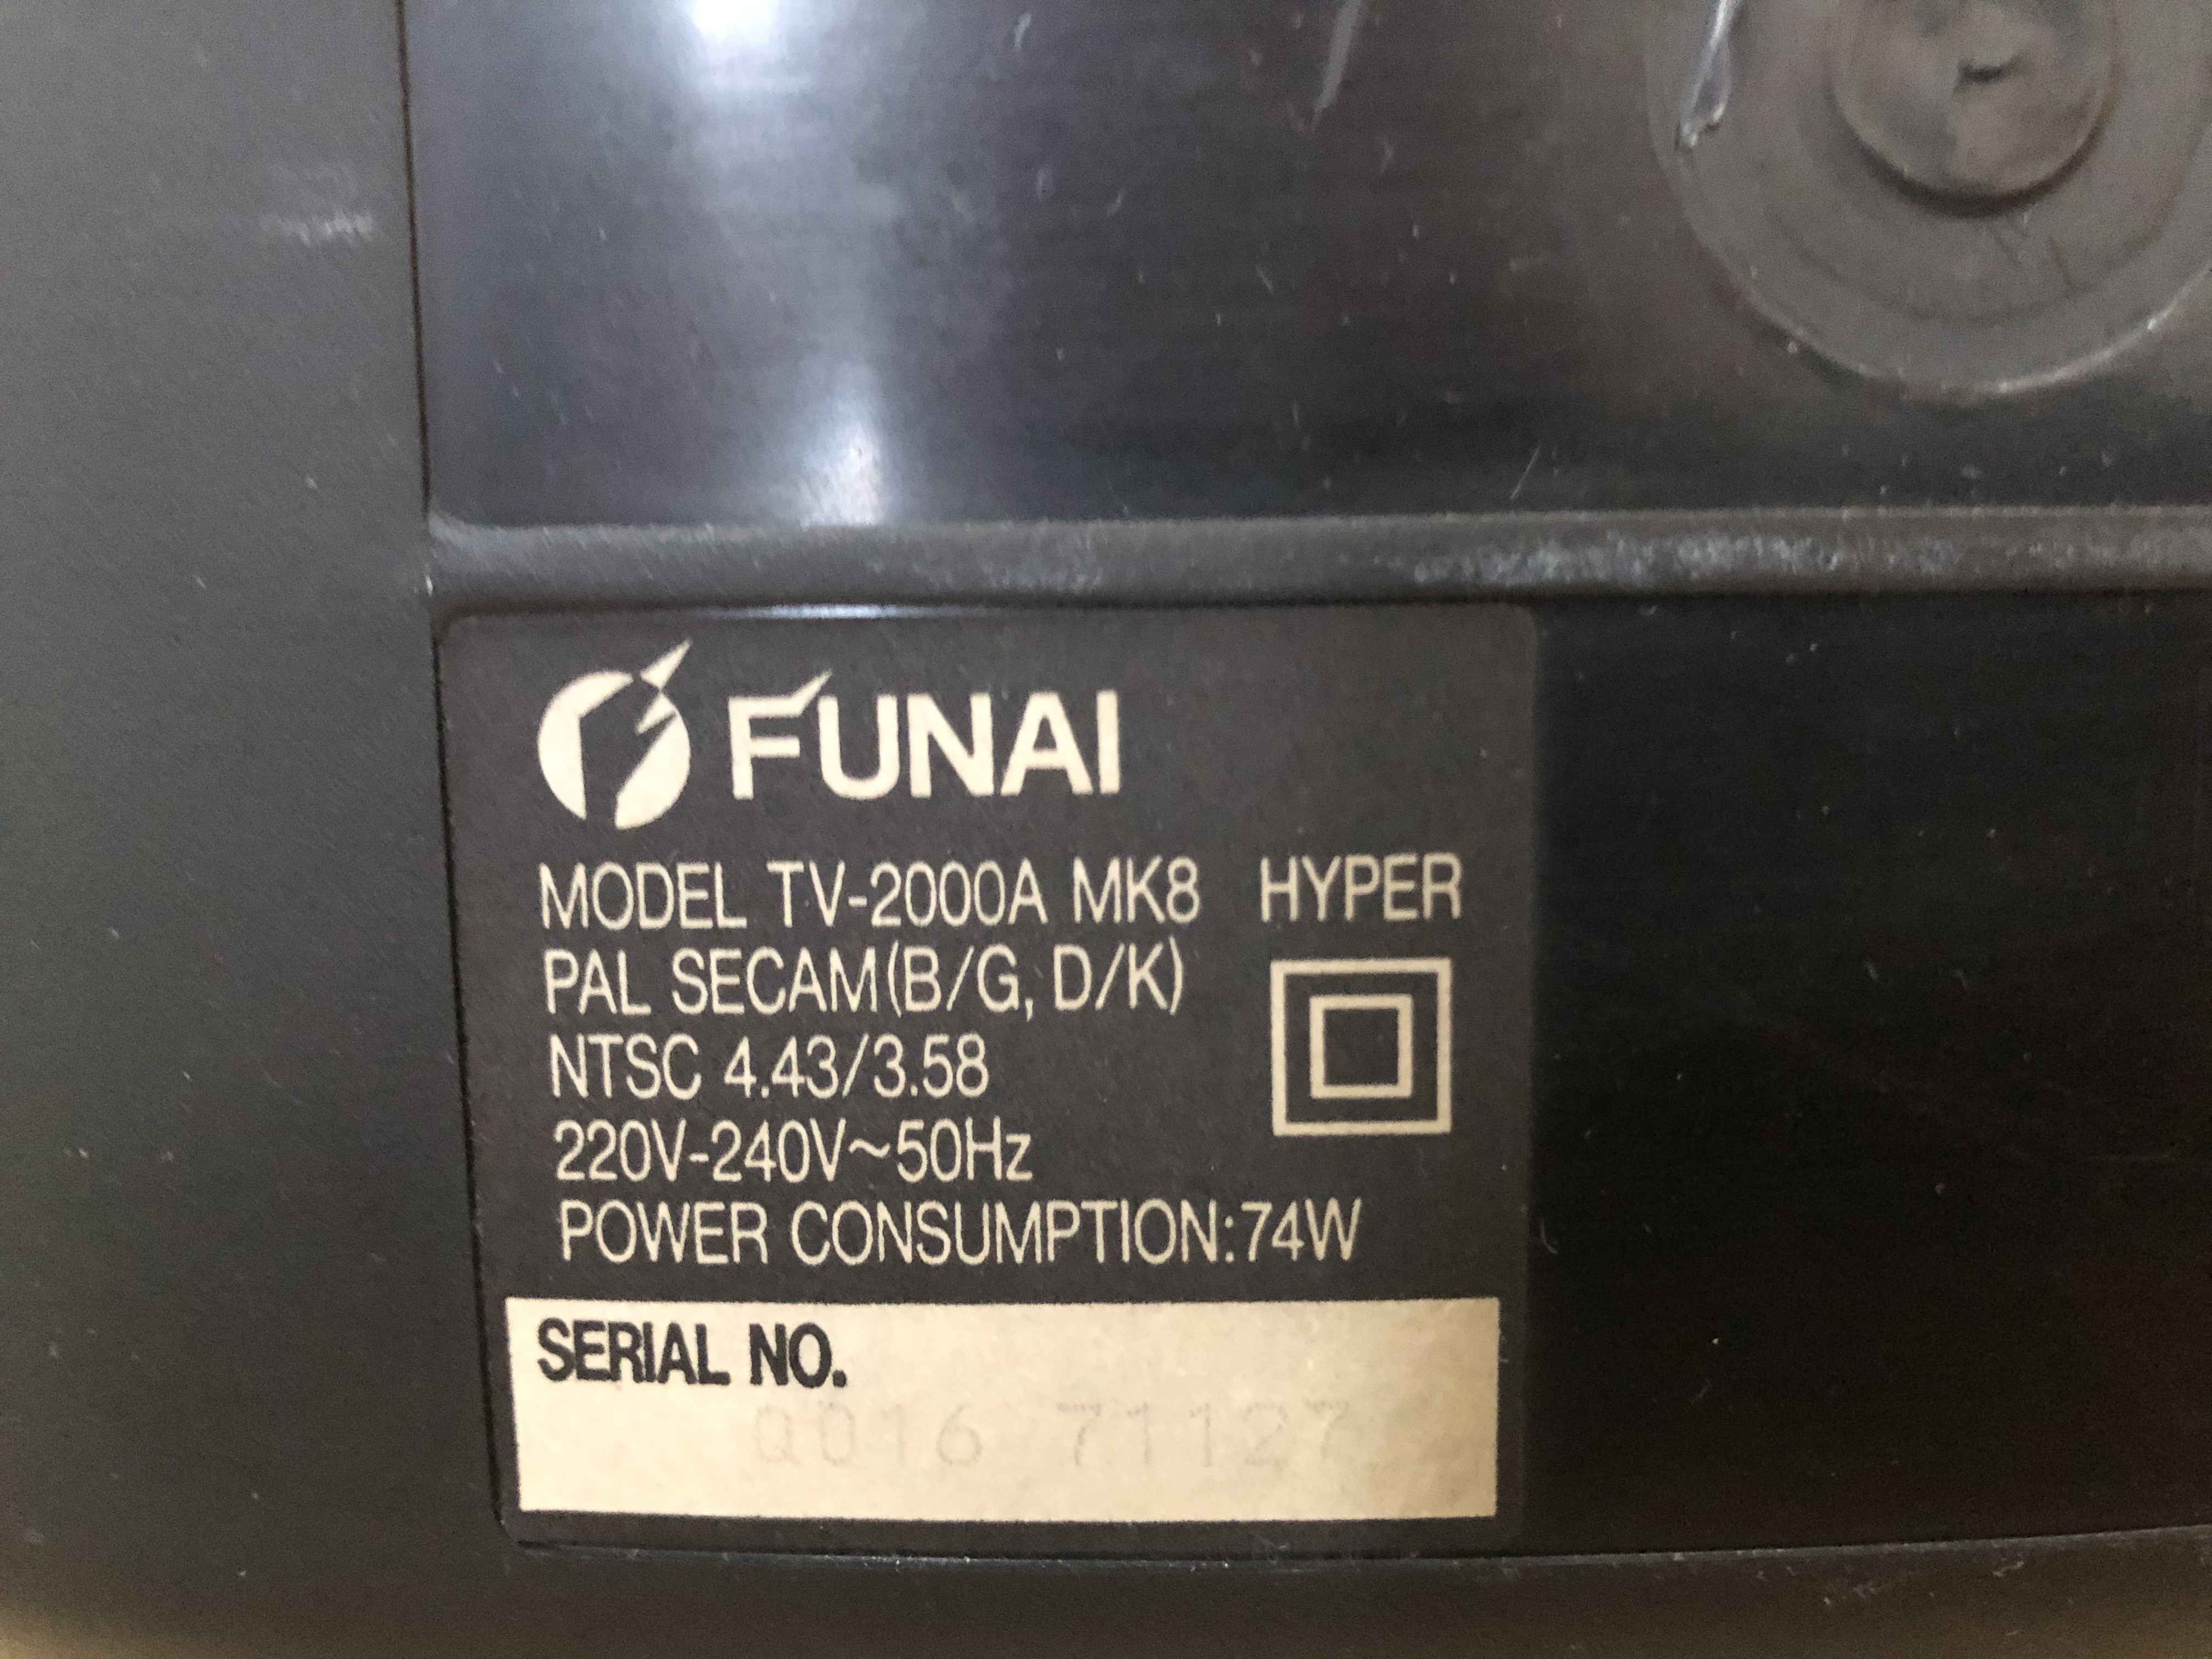 FUNAI
MODEL TV-2000A MK8 HYPER
PAL SECAM(B/G, D/K)
NTSC 4.43/3.58
220V-240V~50Hz
POWER CONSUMPTION:74W
SERIAL NO.
Q016 71127